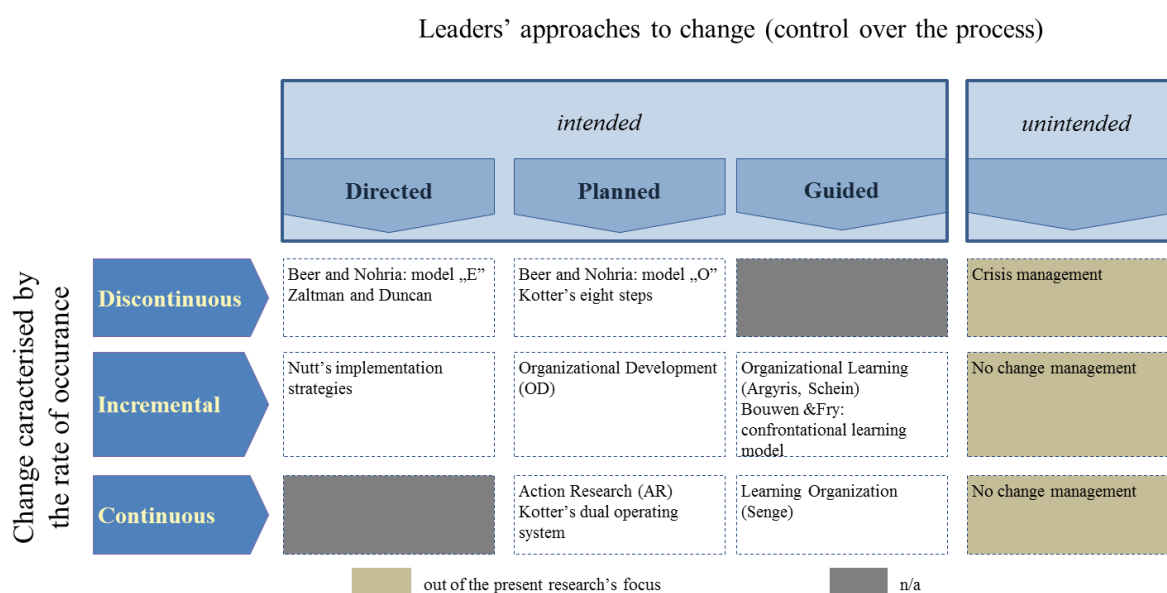 Leaders’ approaches to change (control over the process)
intended
unintended
Directed
Planned
Guided
Change caracterised by
the rate of occurance
Discontinuous
Beer and Nohria: model „E”
Zaltman and Duncan
Beer and Nohria: model „O”
Kotter’s eight steps
Crisis management
Incremental
Nutt’s implementation
strategies
Organizational Development
(OD)
Organizational Learning
(Argyris, Schein)
Bouwen &Fry:
confrontational learning
model
No change management
Continuous
Action Research (AR)
Kotter’s dual operating
system
Learning Organization
(Senge)
No change management
out of the present research’s focus
n/a